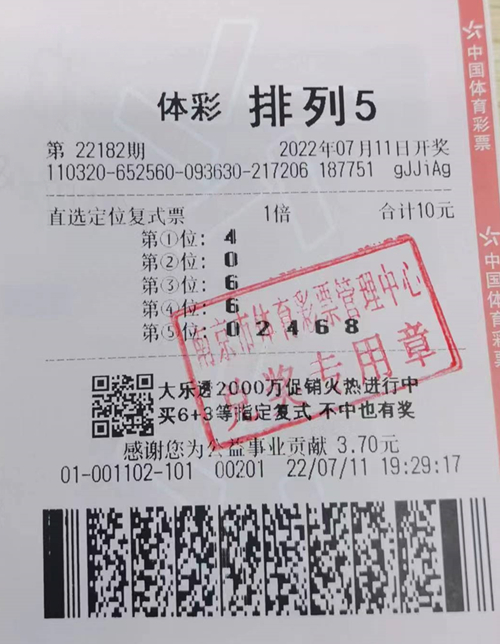 体彩 排列5
第 22182期 2022年07月11日开奖
110320-652560-093630-217206 187751 gJJiAg
直选定位复式票 1倍 合计10元
第①位: 4
第②位: 0
第③位: 6
第④位: 6
第⑤位: 0 2 4 6 8
南京市体育彩票管理中心
兑奖专用章
大乐透2000万促销火热进行中
买6+3等指定复式 不中也有奖
感谢您为公益事业贡献 3.70元
01-001102-101 00201 22/07/11 19:29:17
中国体育彩票
中国体育彩票